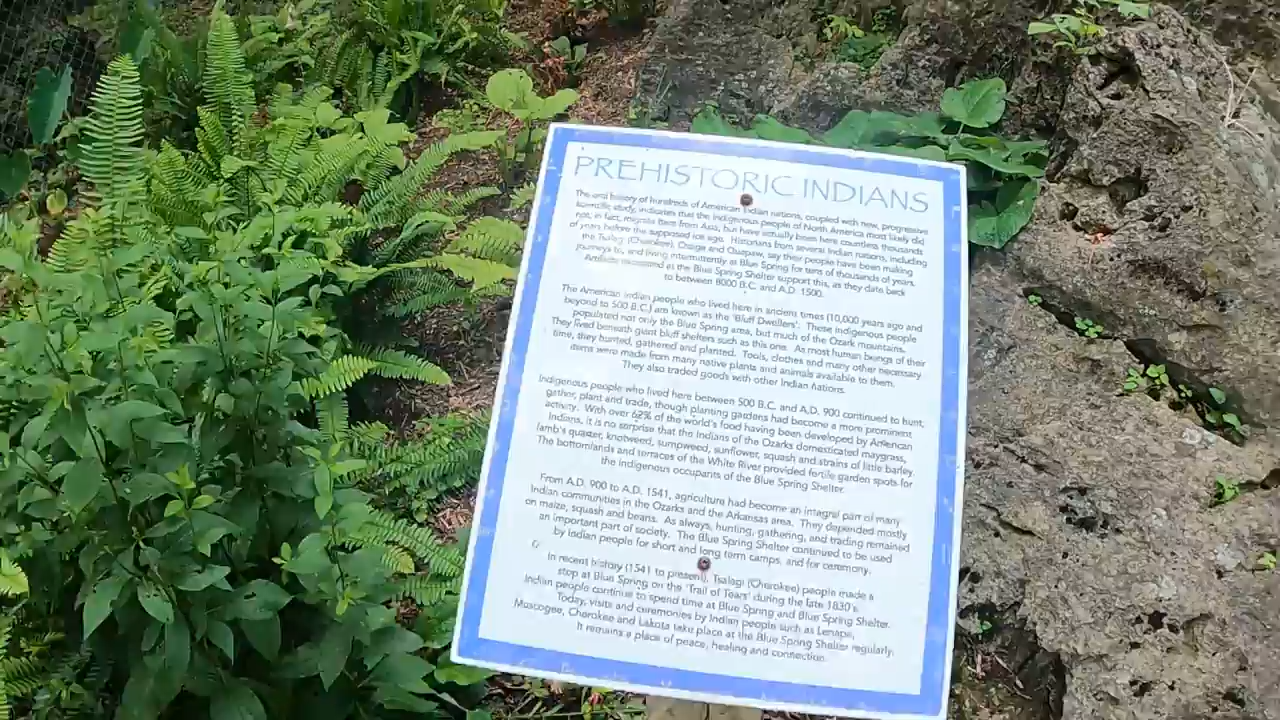 PREHISTORIC INDIANS
The oral history of hundreds of American Indian nations, coupled with new, progressive
scientific study, indicates that the indigenous people of North America most likely did
not, in fact, migrate here from Asia, but have actually been here countless thousands
of years before the supposed ice age. Historians from several Indian nations, including
the Tsalagi (Cherokee), Osage and Quapaw, say their people have been making
journeys to, and living intermittently at Blue Spring for tens of thousands of years.
Artifacts excavated at the Blue Spring Shelter support this, as they date back
to between 8000 B.C. and A.D. 1500.
The American Indian people who lived here in ancient times (10,000 years ago and
beyond to 500 B.C.) are known as the 'Bluff Dwellers'. These indigenous people
populated not only the Blue Spring area, but much of the Ozark mountains.
They lived beneath giant bluff shelters such as this one. As most human beings of their
time, they hunted, gathered and planted. Tools, clothes and many other necessary
items were made from many native plants and animals available to them.
They also traded goods with other Indian Nations.
Indigenous people who lived here between 500 B.C. and A.D. 900 continued to hunt,
gather, plant and trade, though planting gardens had become a more prominent
activity. With over 62% of the world's food having been developed by American
Indians, it is no surprise that the Indians of the Ozarks domesticated maygrass,
lamb's quarter, knotweed, sumpweed, sunflower, squash and strains of little barley.
The bottomlands and terraces of the White River provided fertile garden spots for
the indigenous occupants of the Blue Spring Shelter.
From A.D. 900 to A.D. 1541, agriculture had become an integral part of many
Indian communities in the Ozarks and the Arkansas area. They depended mostly
on maize, squash and beans. As always, hunting, gathering, and trading remained
an important part of society. The Blue Spring Shelter continued to be used
by Indian people for short and long term camps, and for ceremony.
In recent history (1541 to present), Tsalagi (Cherokee) people made a
stop at Blue Spring on the 'Trail of Tears' during the late 1830's.
Indian people continue to spend time at Blue Spring and Blue Spring Shelter.
Today, visits and ceremonies by Indian people such as Lenape,
Muscogee, Cherokee and Lakota take place at the Blue Spring Shelter regularly.
It remains a place of peace, healing and connection.